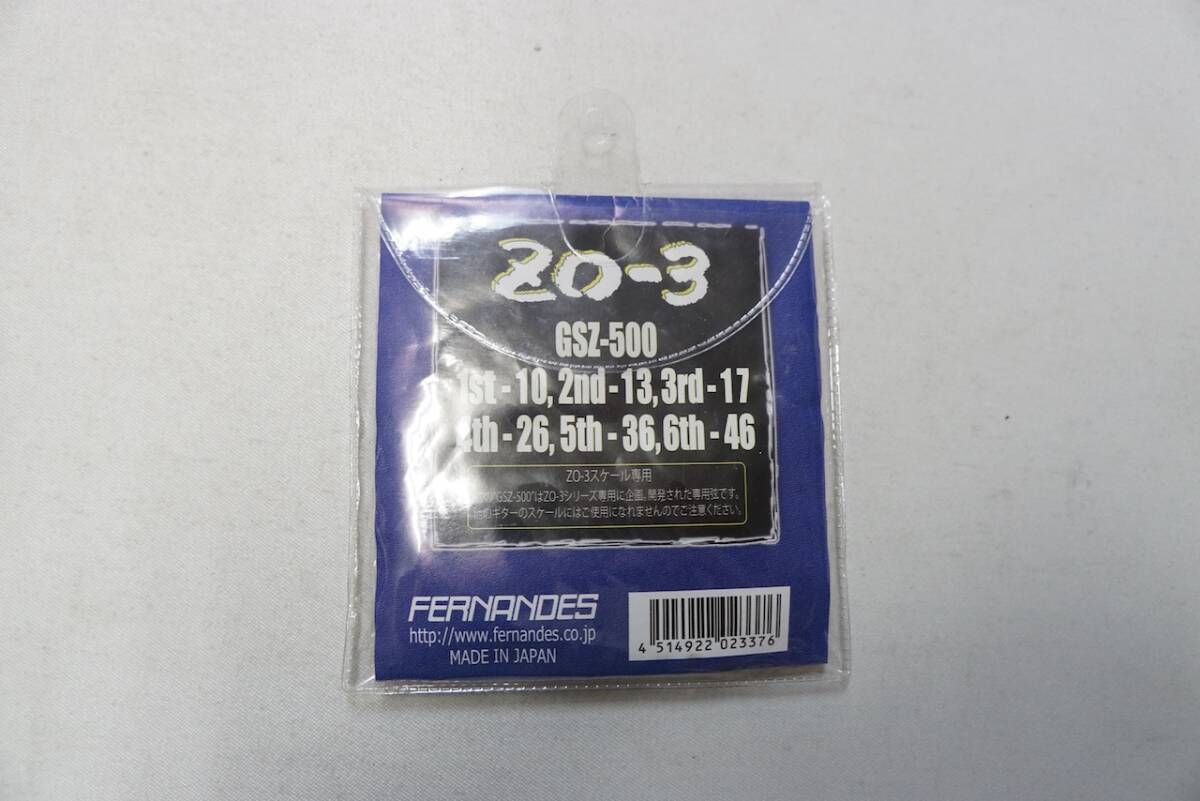 ZO-3
GSZ-500
1st-10, 2nd-13, 3rd-17
4th-26, 5th-36, 6th-46
ZO-3スケール専用
"GSZ-500"はZO-3シリーズ専用に企画。開発された専用弦です。
他のギターのスケールにはご使用になれませんのでご注意ください。
FERNANDES
http://www.fernandes.co.jp
MADE IN JAPAN
4 514922 023376